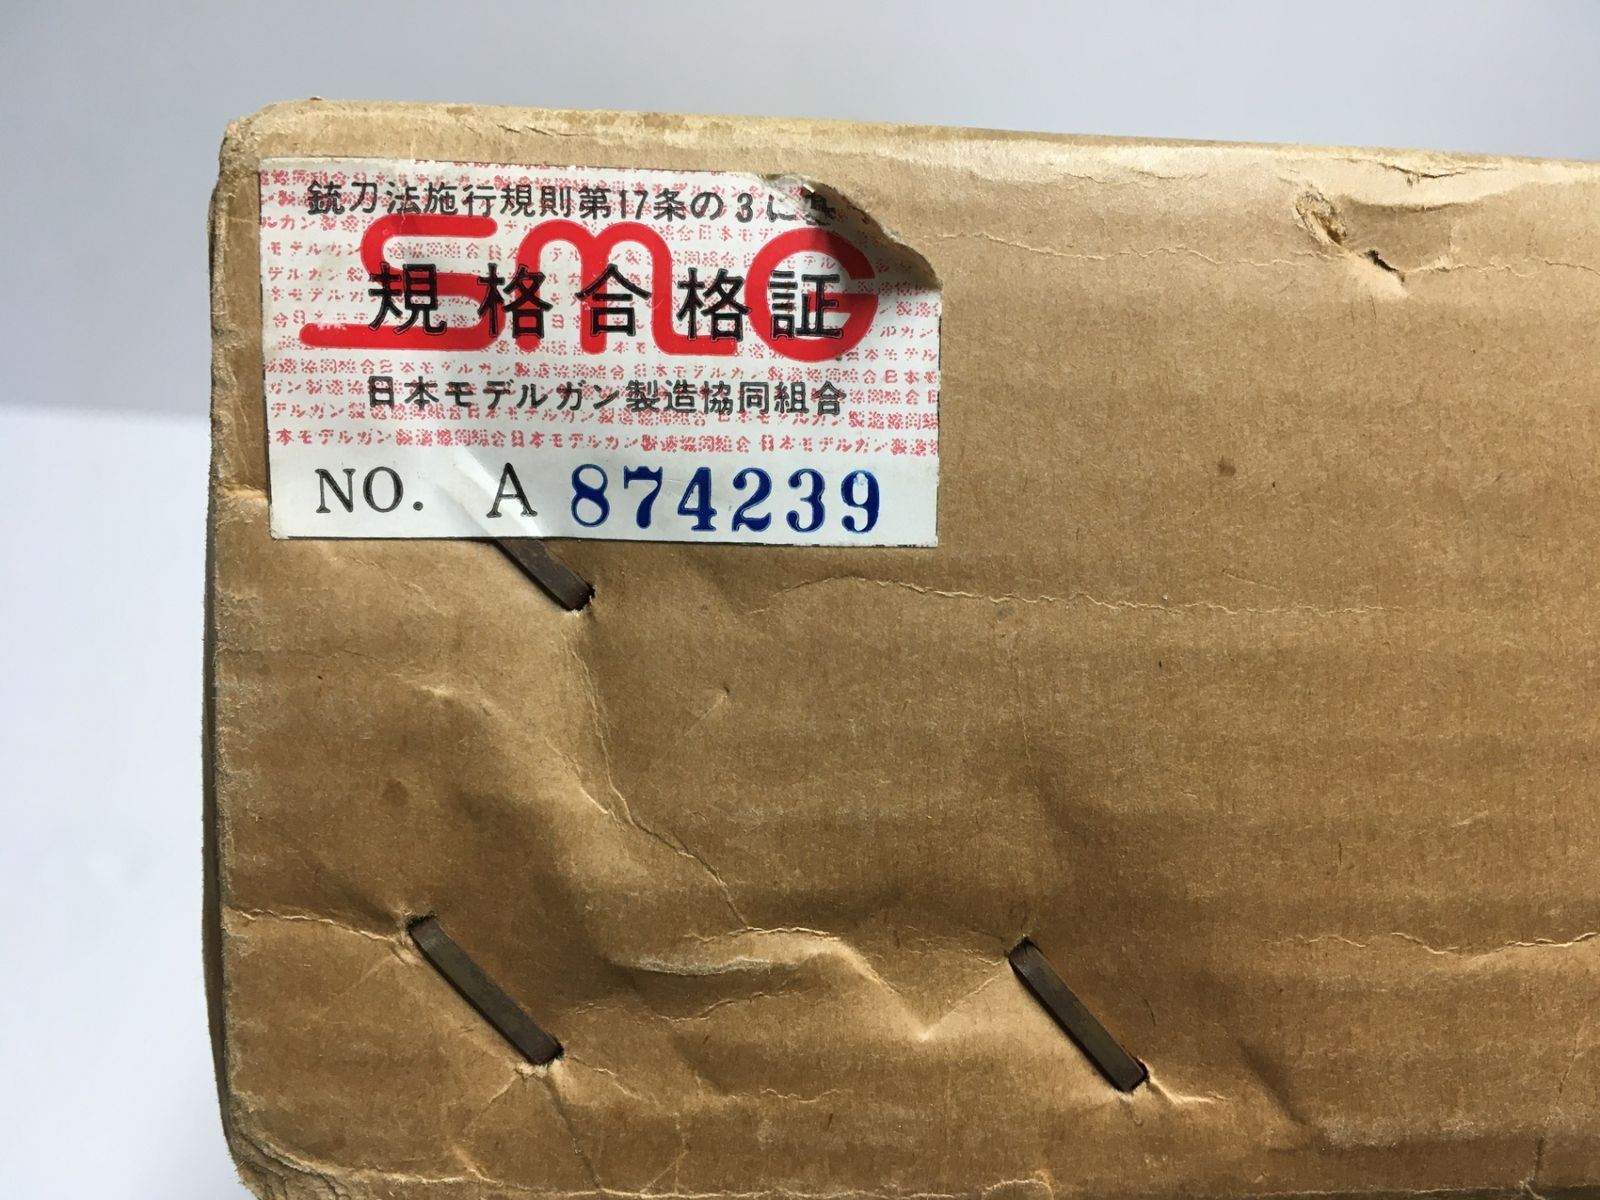 銃刀法施行規則第17条の3に基
smG
規格合格証
日本モデルガン製造協同組合
NO. A 874239